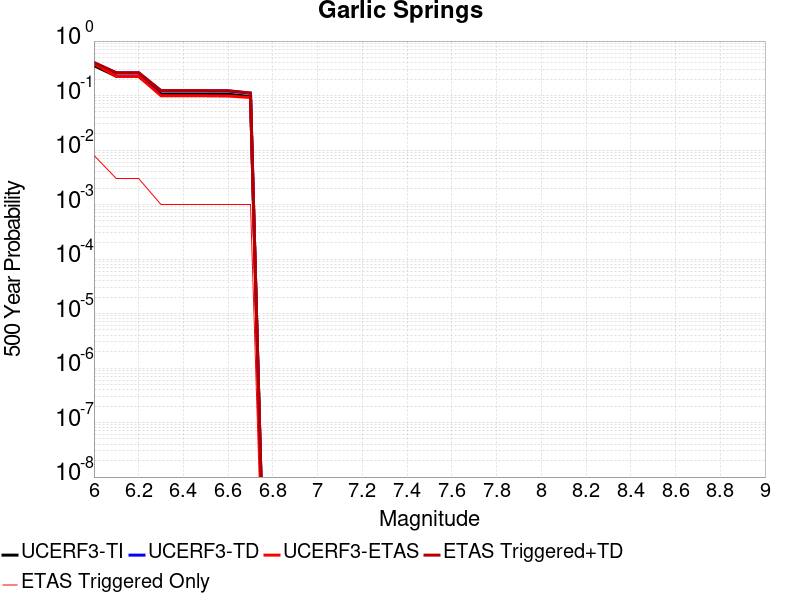 Garlic Springs
10^0
10^-1
10^-2
10^-3
10^-4
10^-5
10^-6
10^-7
10^-8
500 Year Probability
6 6.2 6.4 6.6 6.8 7 7.2 7.4 7.6 7.8 8 8.2 8.4 8.6 8.8 9
Magnitude
UCERF3-TI UCERF3-TD UCERF3-ETAS ETAS Triggered+TD
ETAS Triggered Only